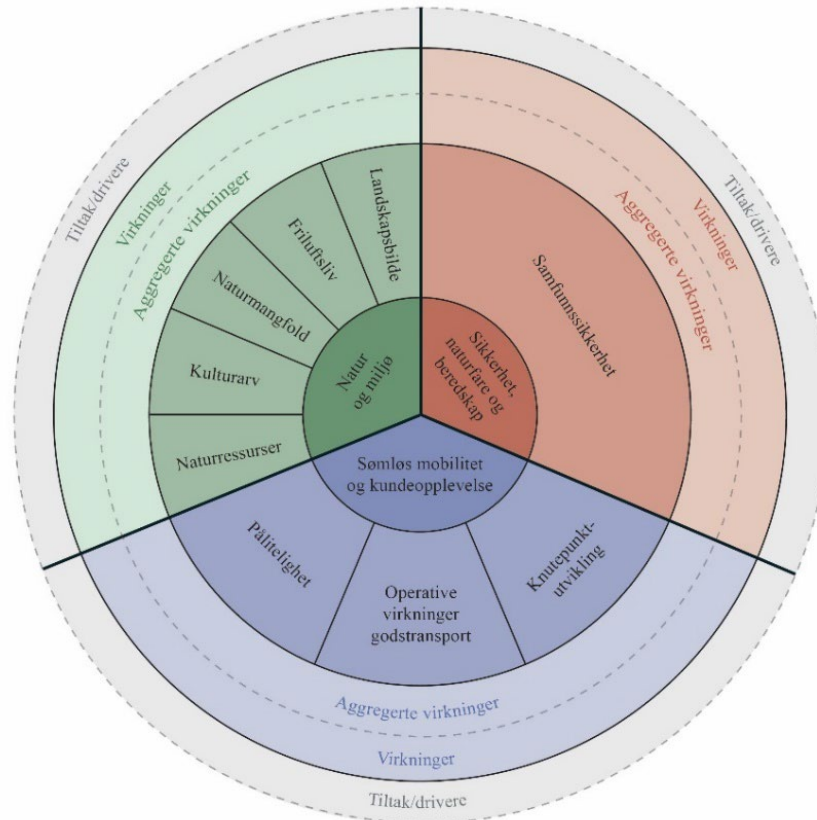 Tiltak/drivere
Virkninger
Aggregerte virkninger
Landskapsbilde
Friluftsliv
Naturmangfold
Kulturarv
Naturressurser
Natur
og miljø
Tiltak/drivere
Virkninger
Aggregerte virkninger
Samfunnssikkerhet
Sikkerhet,
naturfare og
beredskap
Sømløs mobilitet
og kundeopplevelse
Pålitelighet
Operative
virkninger
godstransport
Knutepunkt-
utvikling
Aggregerte virkninger
Virkninger
Tiltak/drivere